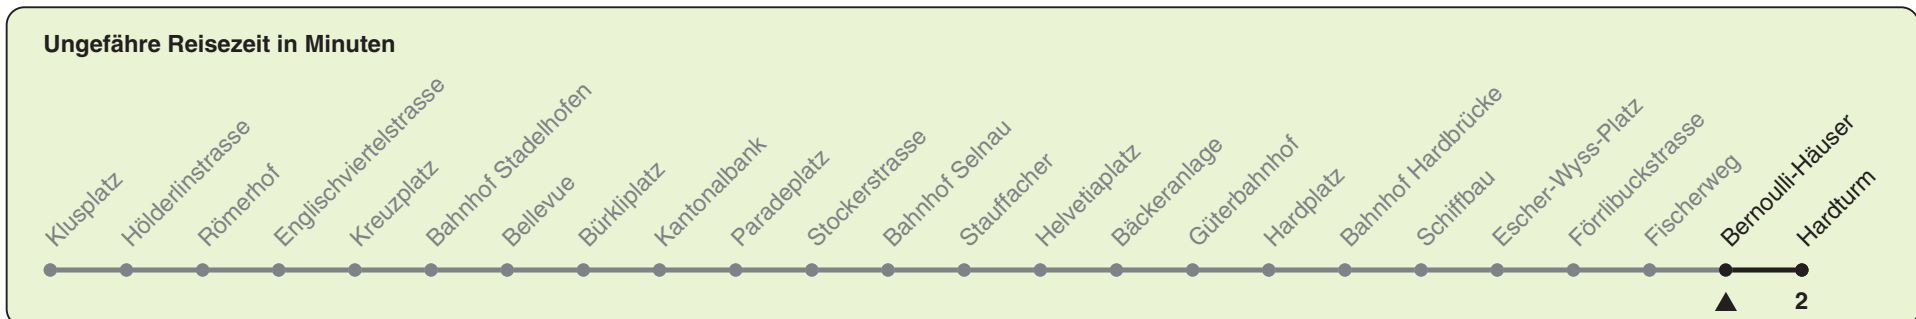 Ungefähre Reisezeit in Minuten
Klusplatz
Hölderlinstrasse
Römerhof
Englischviertelstrasse
Kreuzplatz
Bahnhof Stadelhofen
Bellevue
Bürkliplatz
Kantonalbank
Paradeplatz
Stockerstrasse
Bahnhof Selnau
Stauffacher
Helvetiaplatz
Bäckeranlage
Güterbahnhof
Hardplatz
Bahnhof Hardbrücke
Schiffbau
Escher-Wyss-Platz
Förrlibuckstrasse
Fischerweg
Bernoulli-Häuser
Hardturm
2